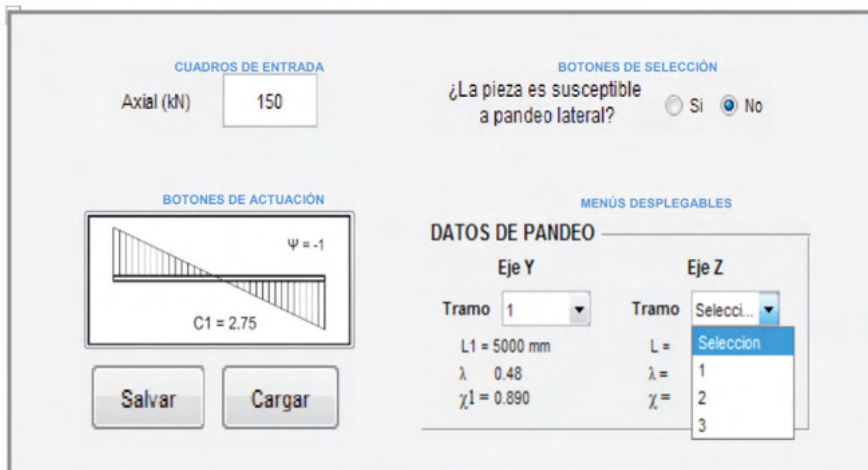 CUADROS DE ENTRADA
Axial (kN) 150
BOTONES DE SELECCIÓN
¿La pieza es susceptible
a pandeo lateral?
Si No
BOTONES DE ACTUACIÓN
Ψ = -1
C1 = 2.75
Salvar Cargar
MENÚS DESPLEGABLES
DATOS DE PANDEO
Eje Y
Tramo 1
L1 = 5000 mm
λ 0.48
χ1 = 0.890
Eje Z
Tramo Selecci...
Seleccion
1
2
3
L =
λ =
χ =